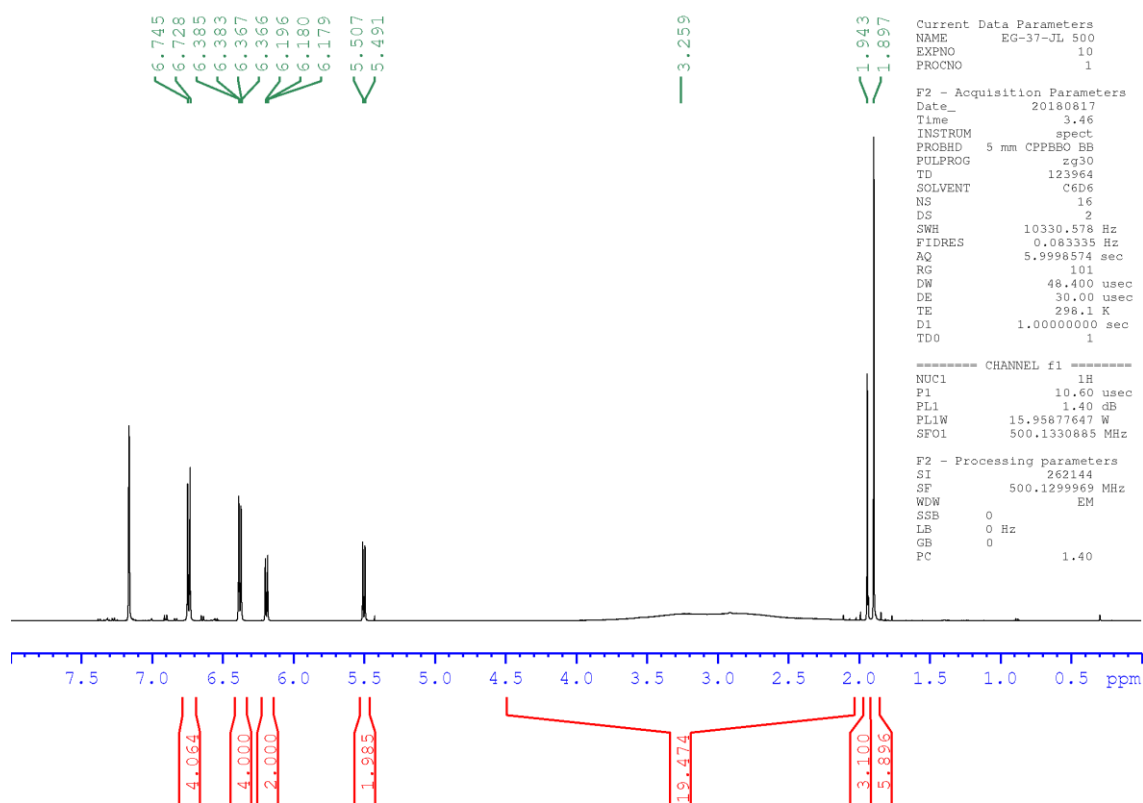 6.745
6.728
6.385
6.383
6.367
6.366
6.196
6.180
6.179
5.507
5.491
3.259
1.943
1.897
Current Data Parameters
NAME EG-37-JL 500
EXPNO 10
PROCNO 1
F2 - Acquisition Parameters
Date_ 20180817
Time 3.46
INSTRUM spect
PROBHD 5 mm CPPBBO BB
PULPROG zg30
TD 123964
SOLVENT C6D6
NS 16
DS 2
SWH 10330.578 Hz
FIDRES 0.083335 Hz
AQ 5.9998574 sec
RG 101
DW 48.400 usec
DE 30.00 usec
TE 298.1 K
D1 1.00000000 sec
TD0 1
======== CHANNEL f1 ========
NUC1 1H
P1 10.60 usec
PL1 1.40 dB
PL1W 15.95877647 W
SFO1 500.1330885 MHz
F2 - Processing parameters
SI 262144
SF 500.1299969 MHz
WDW EM
SSB 0
LB 0 Hz
GB 0
PC 1.40
7.5 7.0 6.5 6.0 5.5 5.0 4.5 4.0 3.5 3.0 2.5 2.0 1.5 1.0 0.5 ppm
4.064
4.000
2.000
1.985
19.474
3.100
5.896